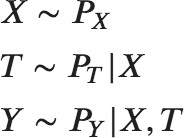 X ∼ P_X
T ∼ P_T|X
Y ∼ P_Y|X, T